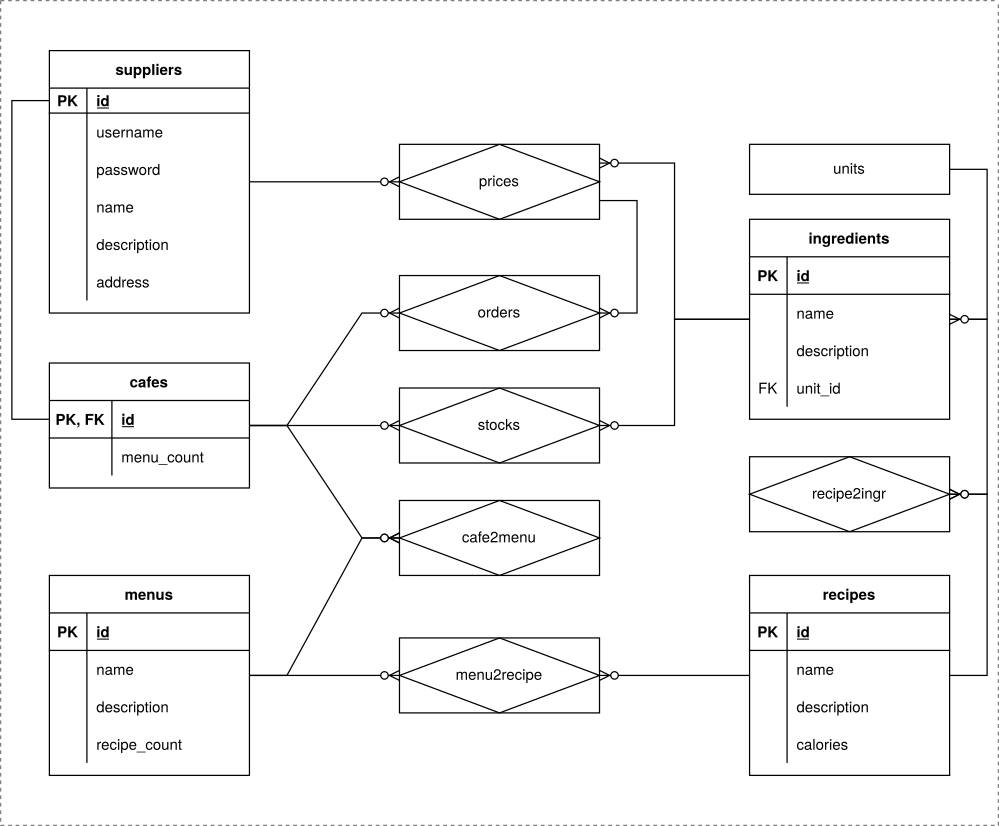 suppliers
PK id
username
password
name
description
address
cafes
PK, FK id
menu_count
menus
PK id
name
description
recipe_count
prices
orders
stocks
cafe2menu
menu2recipe
units
ingredients
PK id
name
description
FK unit_id
recipe2ingr
recipes
PK id
name
description
calories